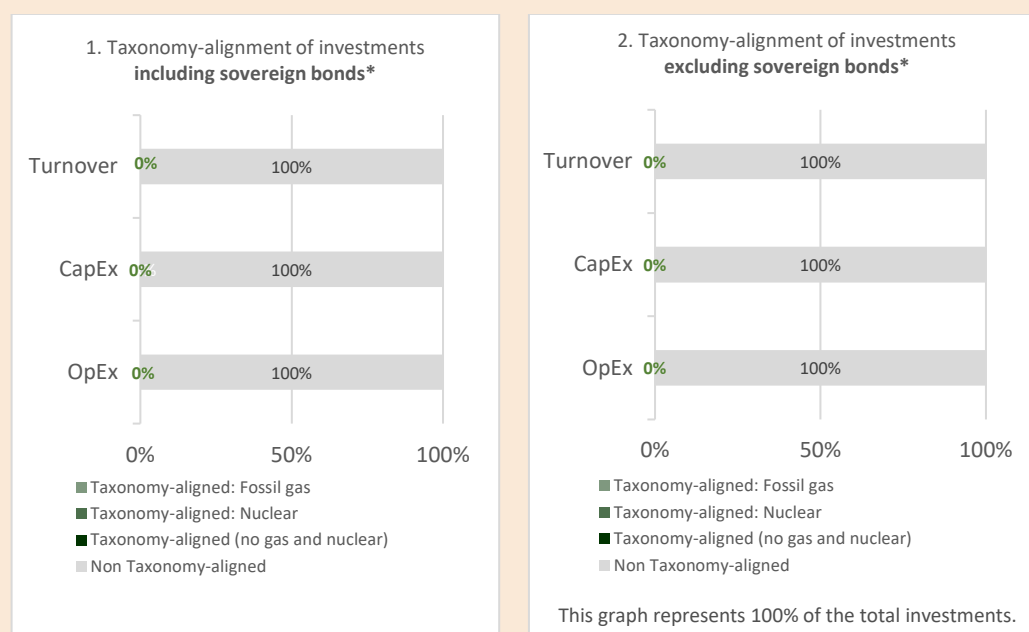 1. Taxonomy-alignment of investments
including sovereign bonds*
Turnover 0% 100%
CapEx 0% 100%
OpEx 0% 100%
0% 50% 100%
Taxonomy-aligned: Fossil gas
Taxonomy-aligned: Nuclear
Taxonomy-aligned (no gas and nuclear)
Non Taxonomy-aligned
2. Taxonomy-alignment of investments
excluding sovereign bonds*
Turnover 0% 100%
CapEx 0% 100%
OpEx 0% 100%
0% 50% 100%
Taxonomy-aligned: Fossil gas
Taxonomy-aligned: Nuclear
Taxonomy-aligned (no gas and nuclear)
Non Taxonomy-aligned
This graph represents 100% of the total investments.